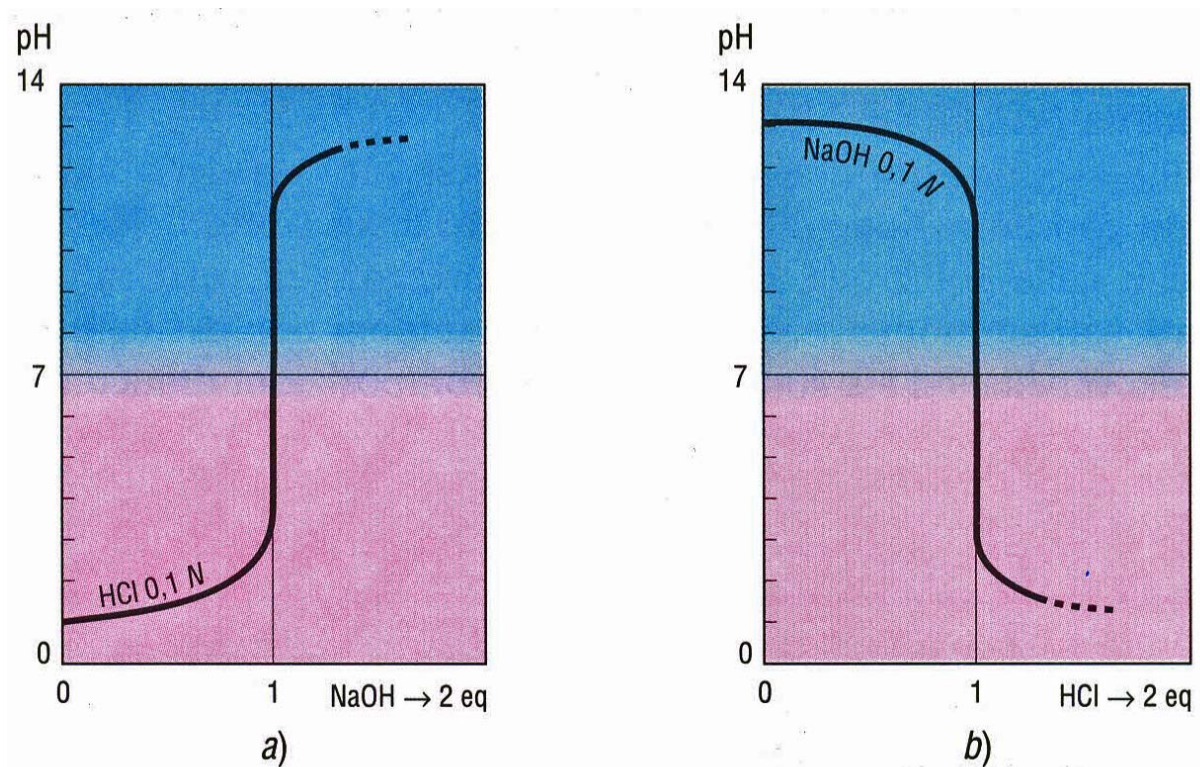 pH
14
7
0
HCl 0,1 N
0 1 NaOH → 2 eq
a)
pH
14
7
0
NaOH 0,1 N
0 1 HCl → 2 eq
b)